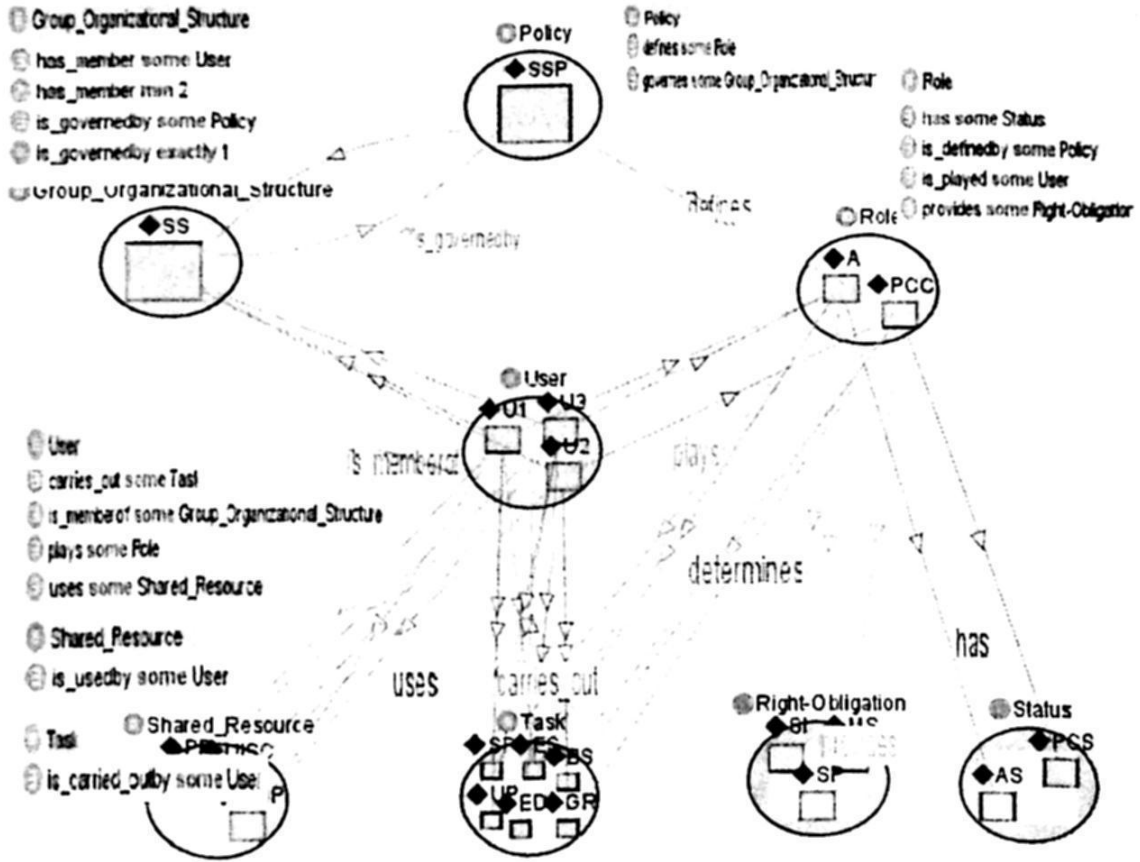 Group_Organizational_Structure
has_member some User
has_member min 2
is_governedby some Policy
is_governedby exactly 1
Group_Organizational_Structure
SS
Policy
SSP
Policy
defines some Role
governes some Group_Organizational_Structur
Role
has some Status
is_definedby some Policy
is_played some User
provides some Right-Obligation
Defines
is_governedby
Role
A
PCC
User
U1
U3
U2
is_memberof
plays
User
carries_out some Task
is_memberof some Group_Organizational_Structure
plays some Role
uses some Shared_Resource
Shared_Resource
is_usedby some User
Task
is_carried_outby some User
determines
has
uses
carries_out
Shared_Resource
P
Task
SP
ES
BS
UP
ED
GR
Right-Obligation
MS
SP
Status
PCS
AS